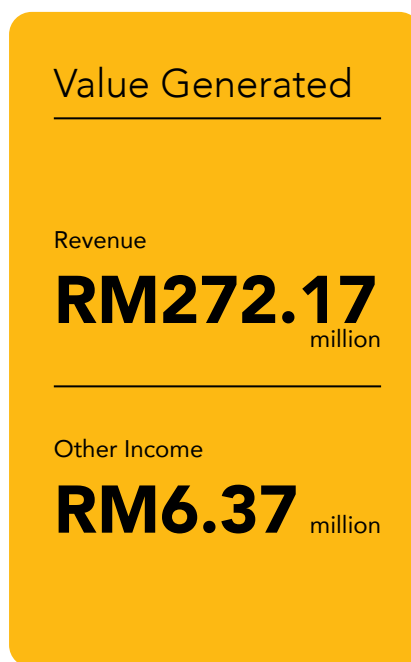 Value Generated
Revenue
RM272.17
million
Other Income
RM6.37 million